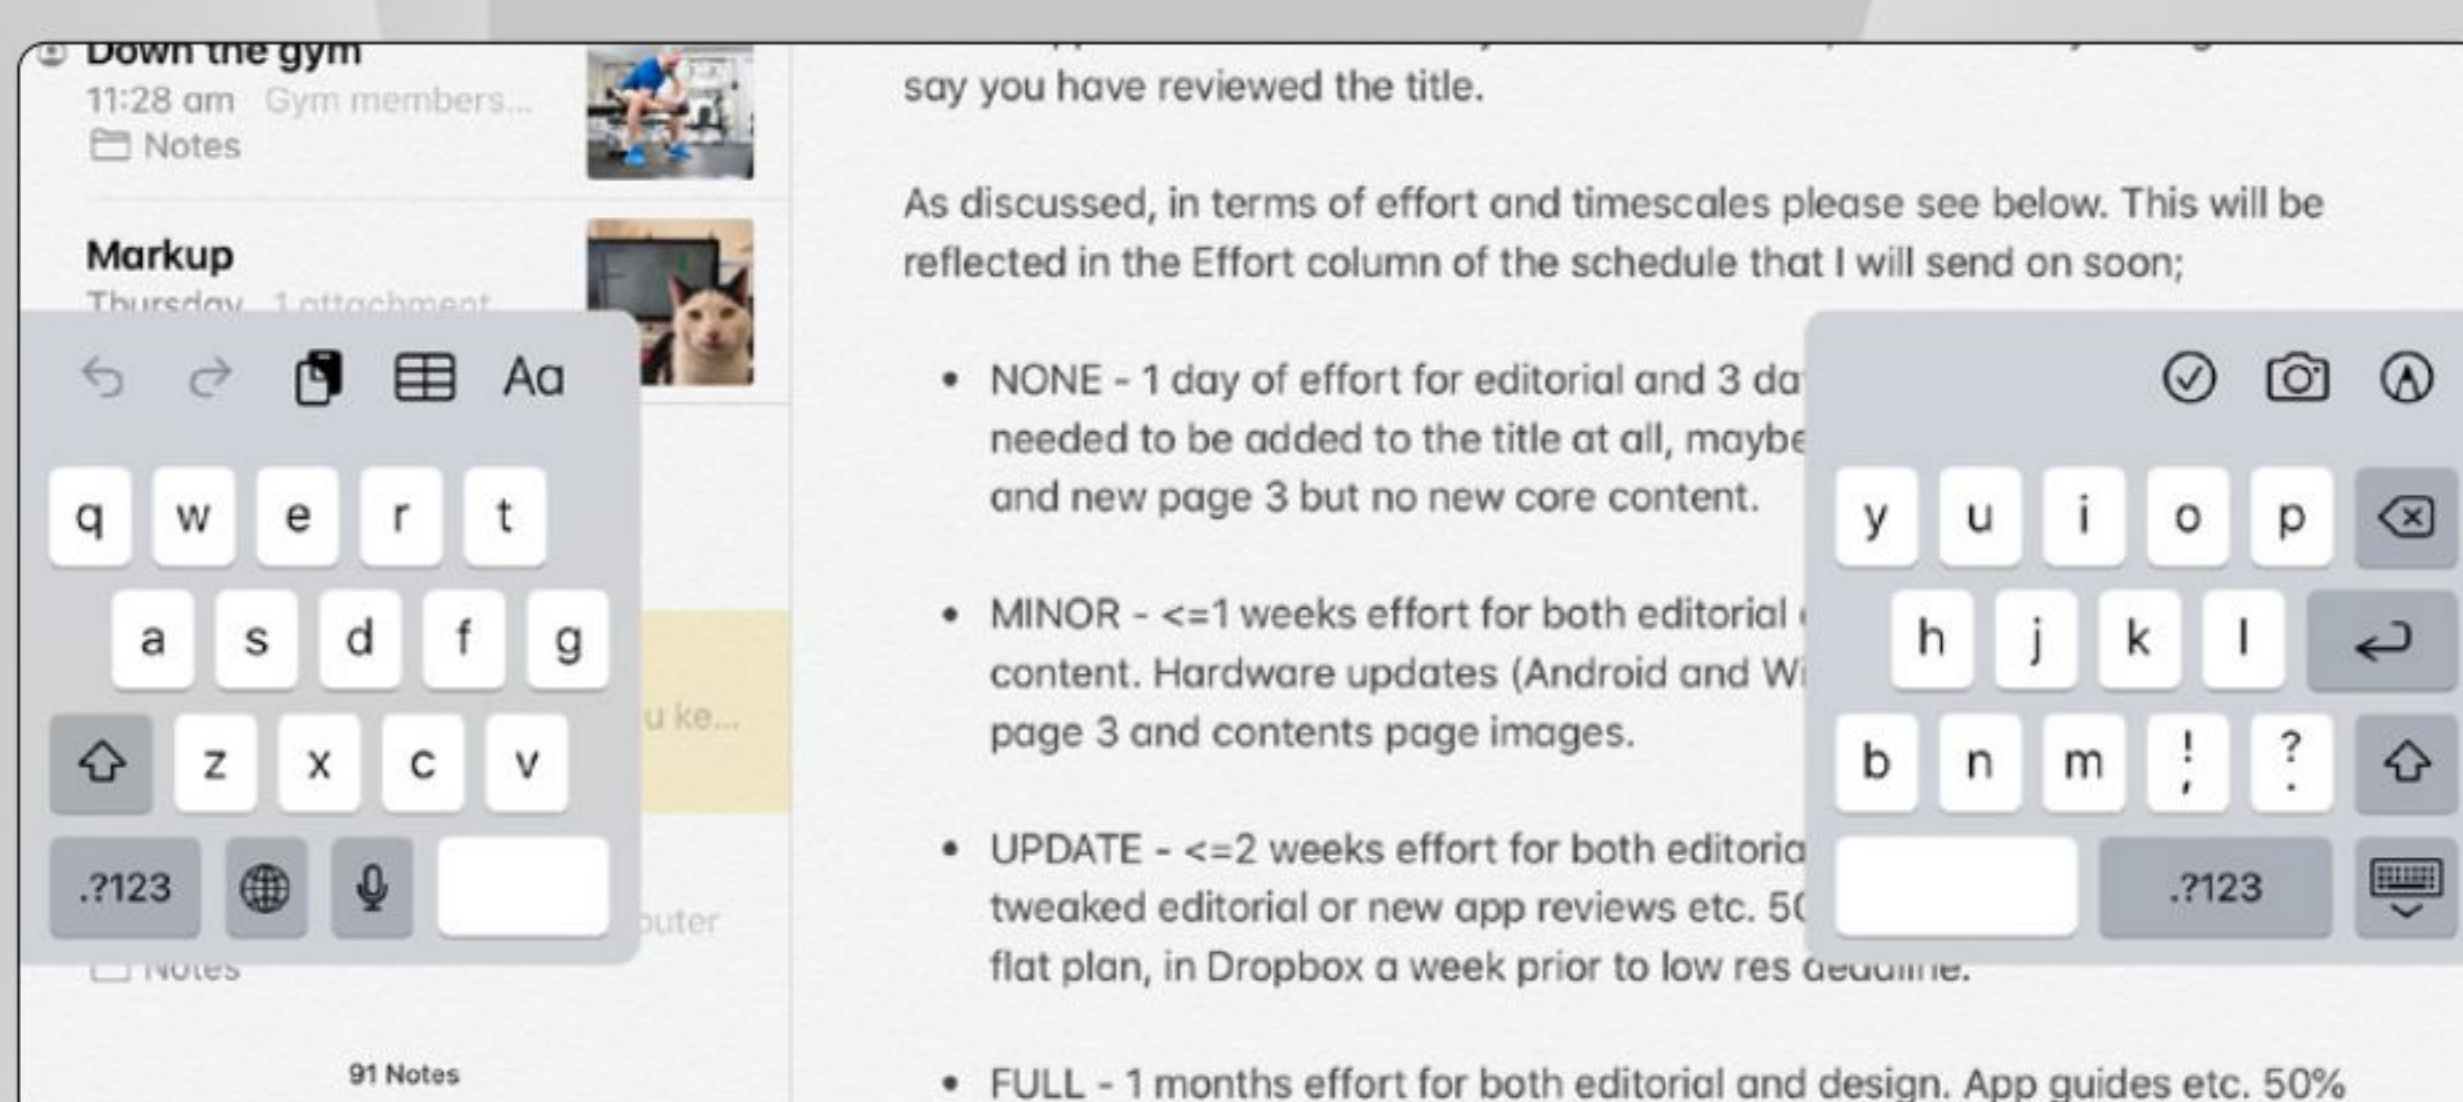 Down the gym
11:28 am Gym members...
Notes
Markup
Thursday 1 attachment
Aa
q w e r t
a s d f g
z x c v
.?123
u ke...
Notes
91 Notes
say you have reviewed the title.
As discussed, in terms of effort and timescales please see below. This will be
reflected in the Effort column of the schedule that I will send on soon;
• NONE - 1 day of effort for editorial and 3
needed to be added to the title at all, maybe
and new page 3 but no new core content.
• MINOR - <=1 weeks effort for both editorial
content. Hardware updates (Android and
page 3 and contents page images.
• UPDATE - <=2 weeks effort for both
tweaked editorial or new app reviews etc.
flat plan, in Dropbox a week prior to low res deadline.
• FULL - 1 months effort for both editorial and design. App guides etc. 50%
y u i o p
h j k l
b n m ! , ? .
.?123